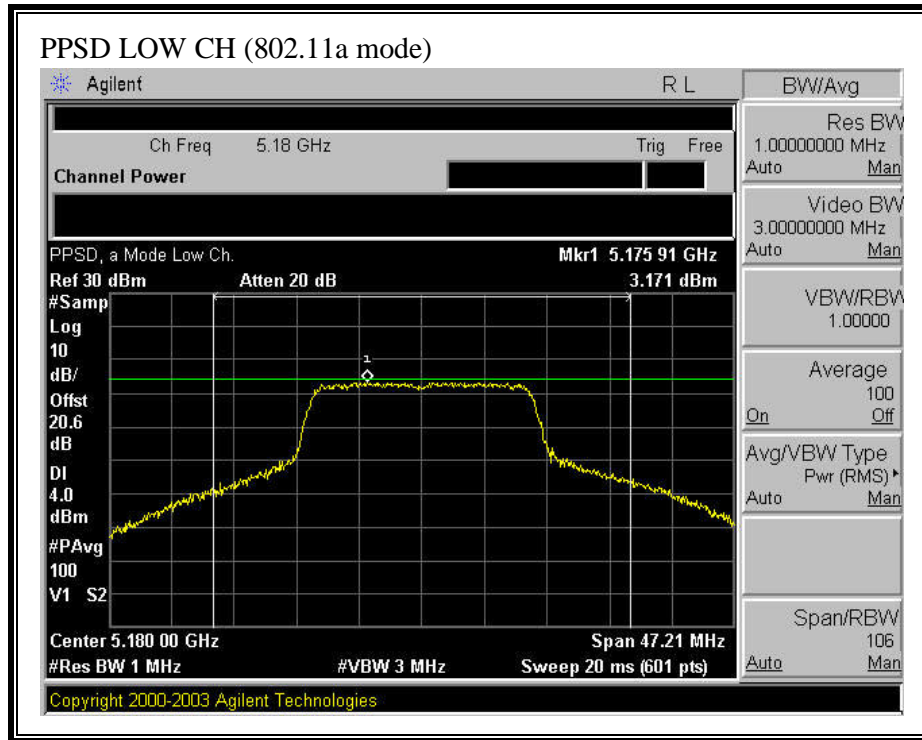 PPSD LOW CH (802.11a mode)
Agilent R L BW/Avg
Ch Freq 5.18 GHz Trig Free
Channel Power
Res BW
1.00000000 MHz
Auto Man
Video BW
3.00000000 MHz
Auto Man
VBW/RBW
1.00000
Average
100
On Off
Avg/VBW Type
Pwr (RMS)
Auto Man
Span/RBW
106
Auto Man
PPSD, a Mode Low Ch. Mkr1 5.175 91 GHz
Ref 30 dBm Atten 20 dB 3.171 dBm
#Samp
Log
10
dB/
Offst
20.6
dB
DI
4.0
dBm
#PAvg
100
V1 S2
1
Center 5.180 00 GHz Span 47.21 MHz
#Res BW 1 MHz #VBW 3 MHz Sweep 20 ms (601 pts)
Copyright 2000-2003 Agilent Technologies